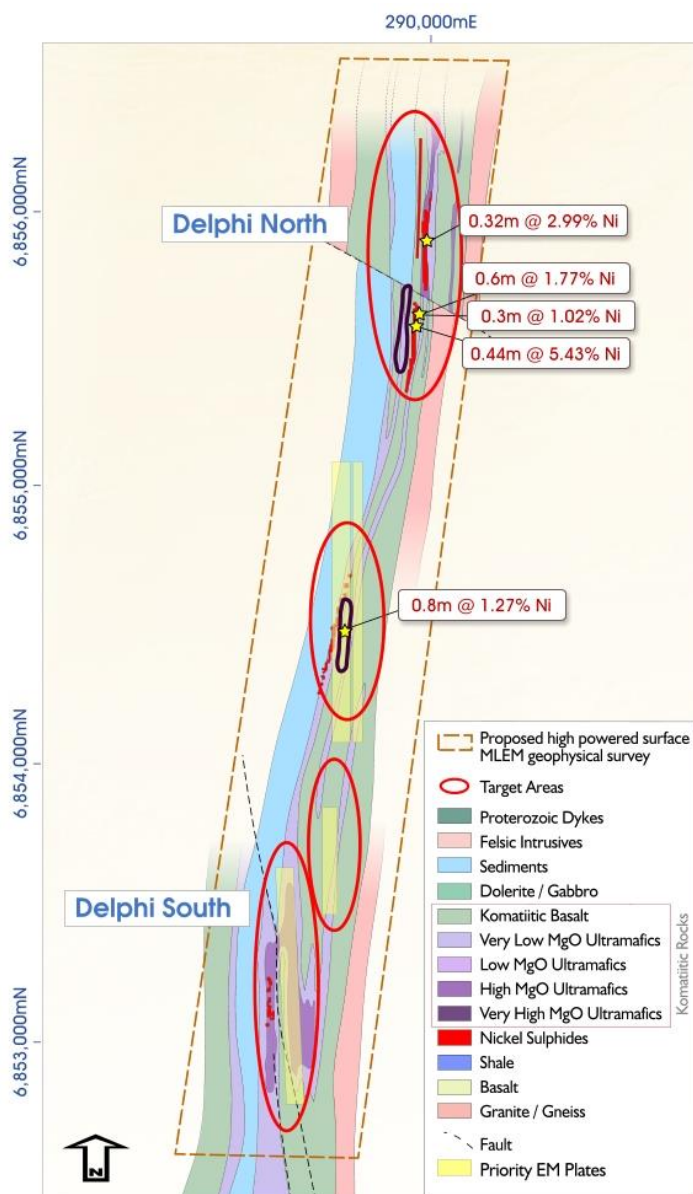 290,000mE
6,856,000mN
Delphi North
0.32m @ 2.99% Ni
0.6m @ 1.77% Ni
0.3m @ 1.02% Ni
0.44m @ 5.43% Ni
6,855,000mN
0.8m @ 1.27% Ni
6,854,000mN
Delphi South
6,853,000mN
N
Proposed high powered surface
MLEM geophysical survey
Target Areas
Proterozoic Dykes
Felsic Intrusives
Sediments
Dolerite / Gabbro
Komatiitic Basalt
Very Low MgO Ultramafics
Low MgO Ultramafics
High MgO Ultramafics
Very High MgO Ultramafics
Komatiitic Rocks
Nickel Sulphides
Shale
Basalt
Granite / Gneiss
Fault
Priority EM Plates